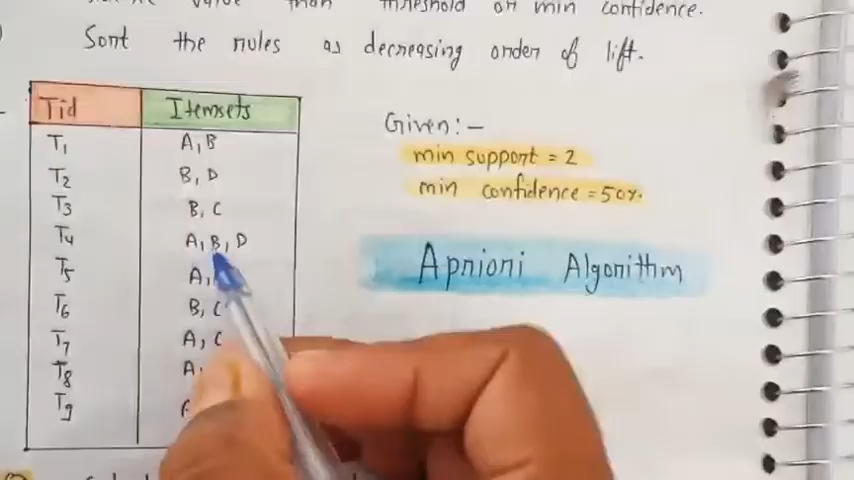 value than threshold or min confidence.
Sort the rules as decreasing order of lift.
Tid Itemsets
T1 A, B
T2 B, D
T3 B, C
T4 A, B, D
T5 A,
T6 B, C
T7 A, C
T8 A,
T9
Given:-
min support = 2
min confidence = 50%.
Apriori Algorithm